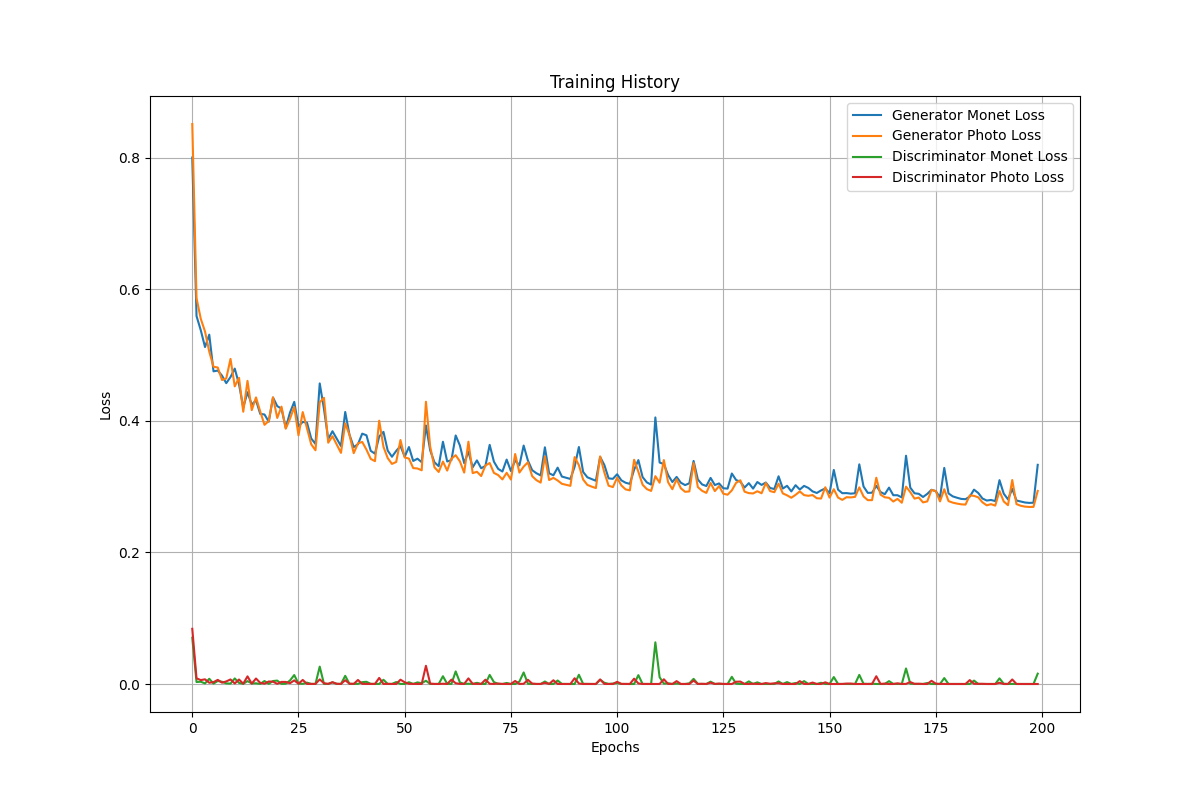 Training History
Generator Monet Loss
Generator Photo Loss
Discriminator Monet Loss
Discriminator Photo Loss
Loss
0.8
0.6
0.4
0.2
0.0
0 25 50 75 100 125 150 175 200
Epochs